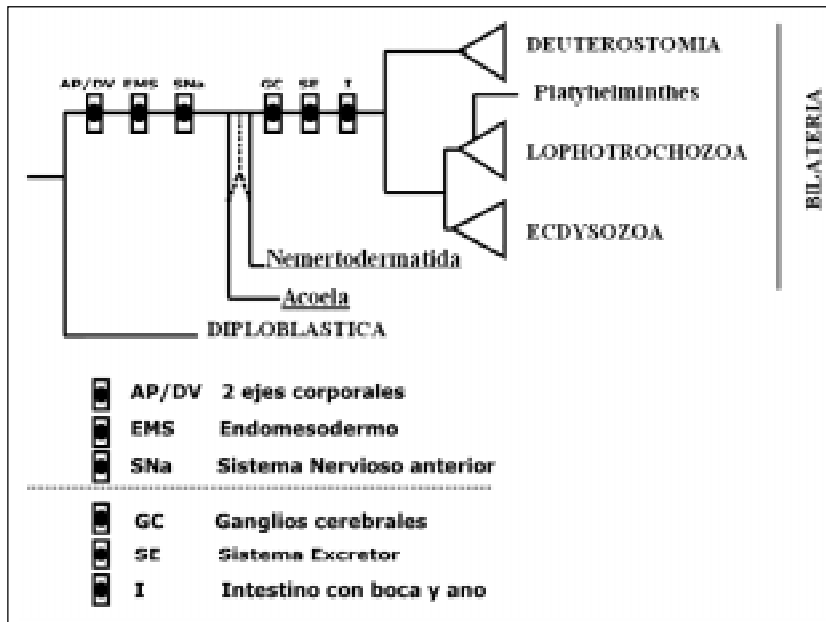 DEUTEROSTOMIA
AP/DV EMS SNa GC SE I
Platyhelminthes
LOPHOTROCHOZOA
BILATERIA
ECDYSOZOA
Nemertodermatida
Acoela
DIPLOBLASTICA
AP/DV 2 ejes corporales
EMS Endomesodermo
SNa Sistema Nervioso anterior
GC Ganglios cerebrales
SE Sistema Excretor
I Intestino con boca y ano